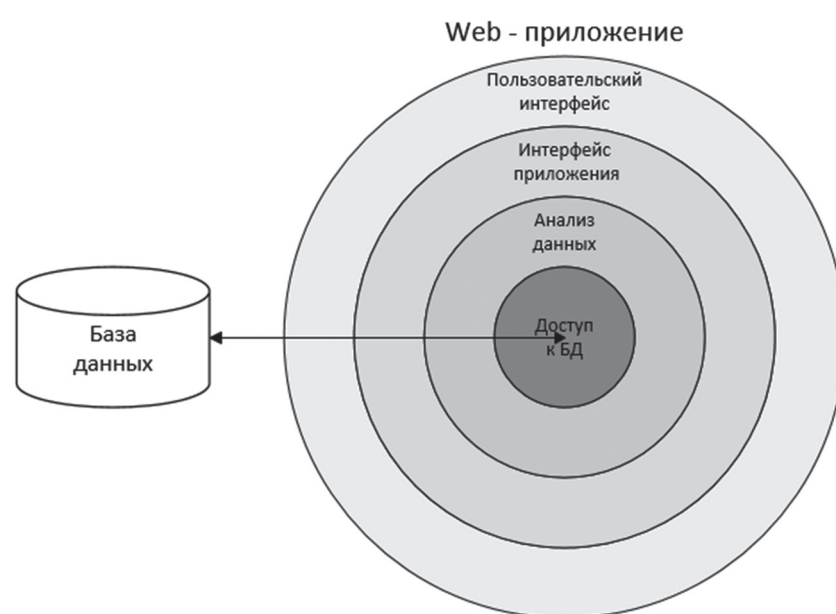 Web - приложение
Пользовательский
интерфейс
Интерфейс
приложения
Анализ
данных
Доступ
к БД
База
данных